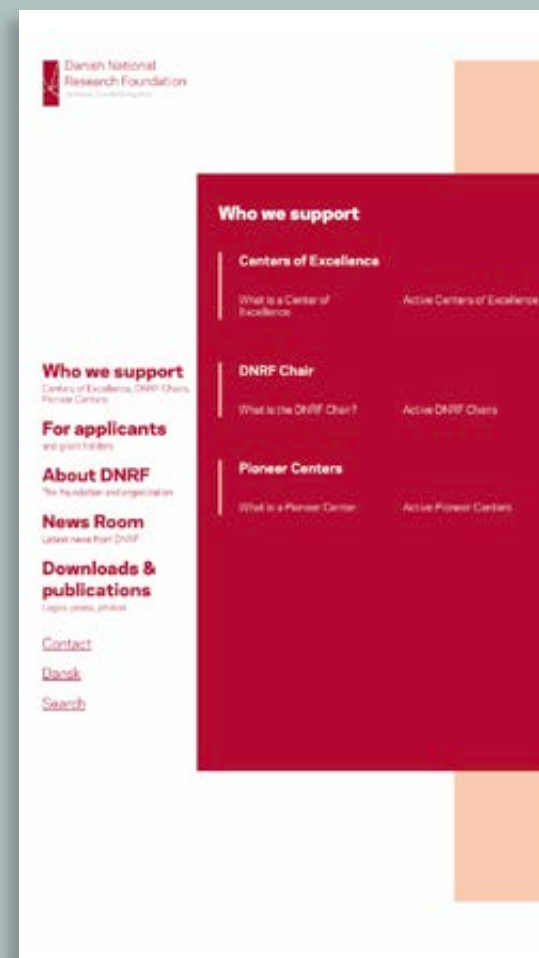 Danish National
Research Foundation
Who we support
Centers of Excellence
What is a Center of
Excellence
Active Centers of Excellence
DNRF Chair
What is the DNRF Chair?
Active DNRF Chairs
Pioneer Centers
What is a Pioneer Center
Active Pioneer Centers
Who we support
Centers of Excellence, DNRF Chairs,
Pioneer Centers
For applicants
and grant holders
About DNRF
The foundation and organization
News Room
Latest news from DNRF
Downloads &
publications
Logos, press, photos
Contact
Dansk
Search